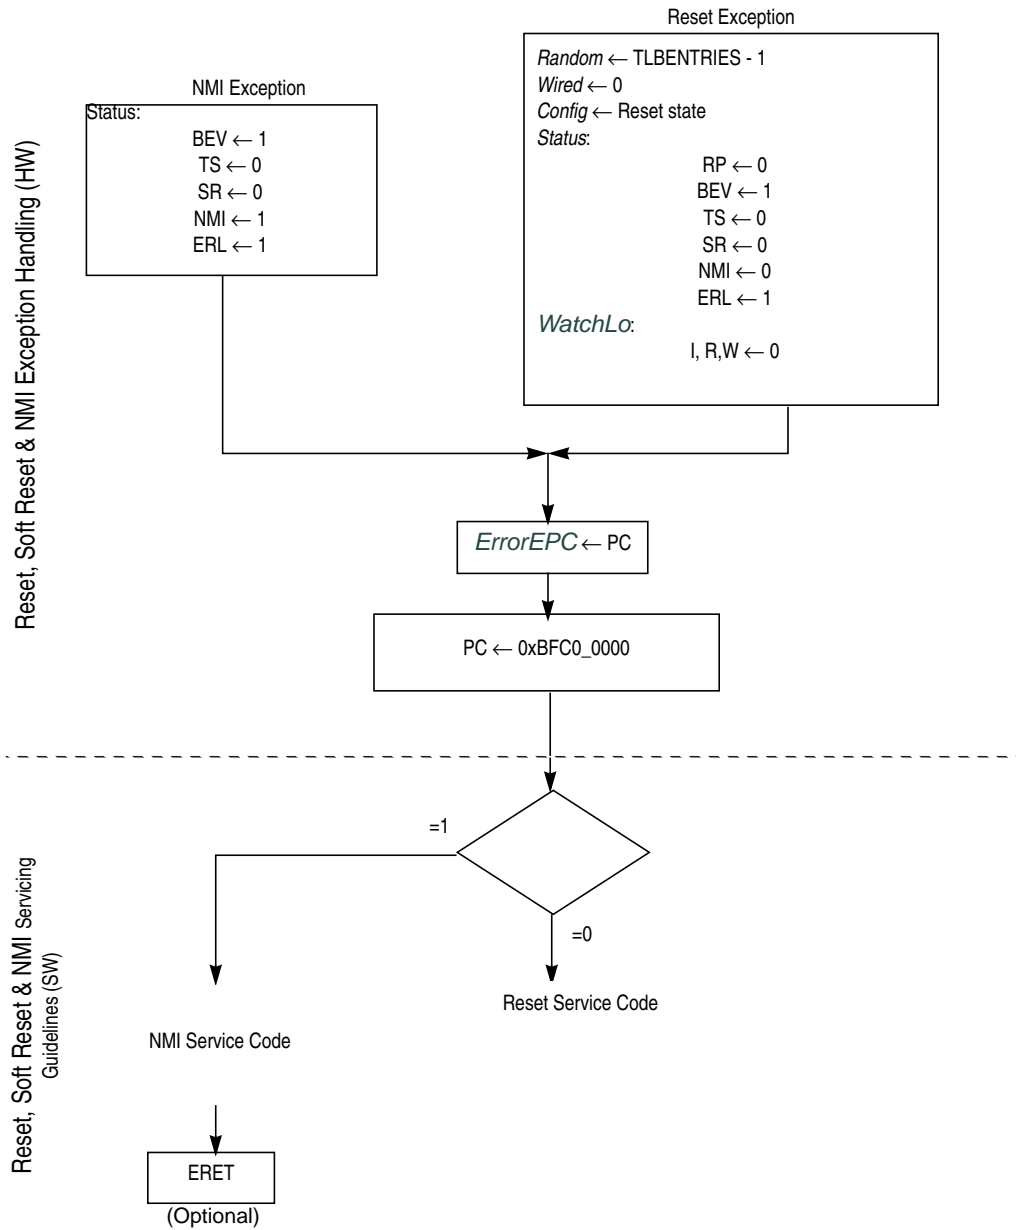 Reset Exception
Random ← TLBENTRIES - 1
Wired ← 0
Config ← Reset state
Status:
RP ← 0
BEV ← 1
TS ← 0
SR ← 0
NMI ← 0
ERL ← 1
WatchLo:
I, R,W ← 0
NMI Exception
Status:
BEV ← 1
TS ← 0
SR ← 0
NMI ← 1
ERL ← 1
Reset, Soft Reset & NMI Exception Handling (HW)
ErrorEPC ← PC
PC ← 0xBFC0_0000
=1
=0
Reset, Soft Reset & NMI Servicing
Guidelines (SW)
Reset Service Code
NMI Service Code
ERET
(Optional)